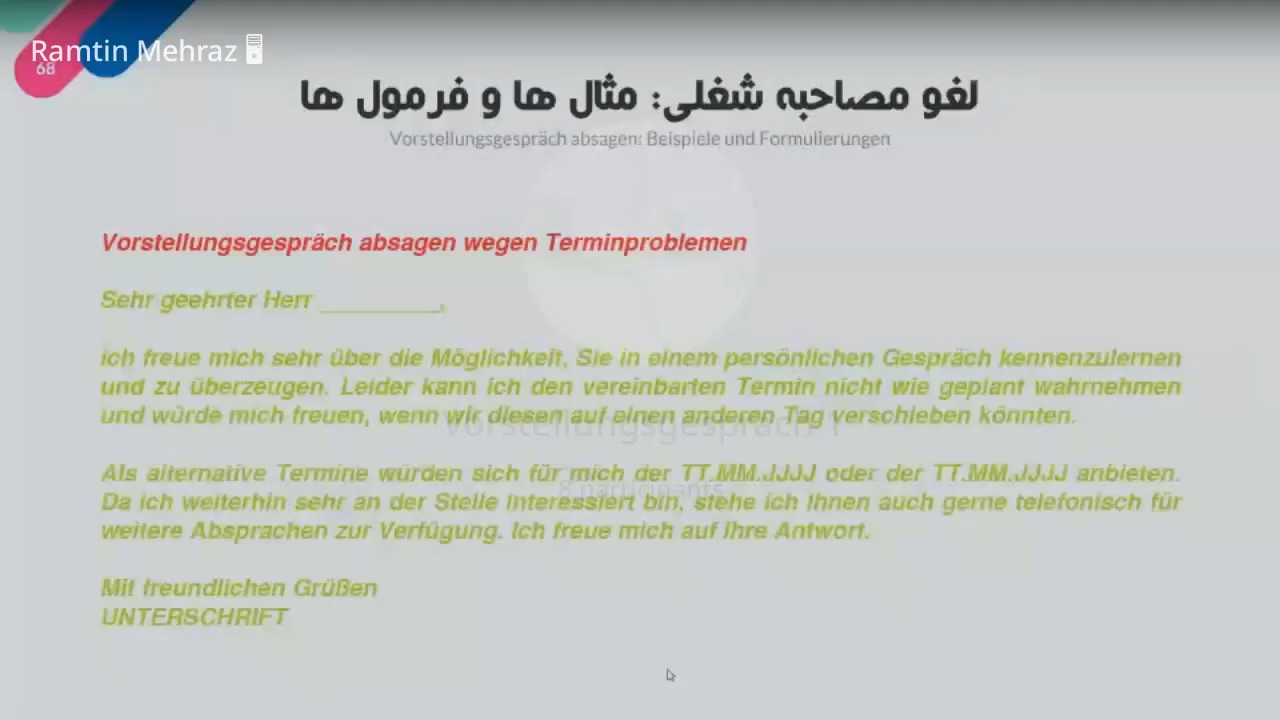 Ramtin Mehraz
68
لغو مصاحبه شغلی: مثال ها و فرمول ها
Vorstellungsgespräch absagen: Beispiele und Formulierungen
Vorstellungsgespräch absagen wegen Terminproblemen
Sehr geehrter Herr _________,
ich freue mich sehr über die Möglichkeit, Sie in einem persönlichen Gespräch kennenzulernen
und zu überzeugen. Leider kann ich den vereinbarten Termin nicht wie geplant wahrnehmen
und würde mich freuen, wenn wir diesen auf einen anderen Tag verschieben könnten.
Vorstellungsgespräch 1
Als alternative Termine würden sich für mich der TT.MM.JJJJ oder der TT.MM.JJJJ anbieten.
8 participants
Da ich weiterhin sehr an der Stelle interessiert bin, stehe ich Ihnen auch gerne telefonisch für
weitere Absprachen zur Verfügung. Ich freue mich auf Ihre Antwort.
Mit freundlichen Grüßen
UNTERSCHRIFT